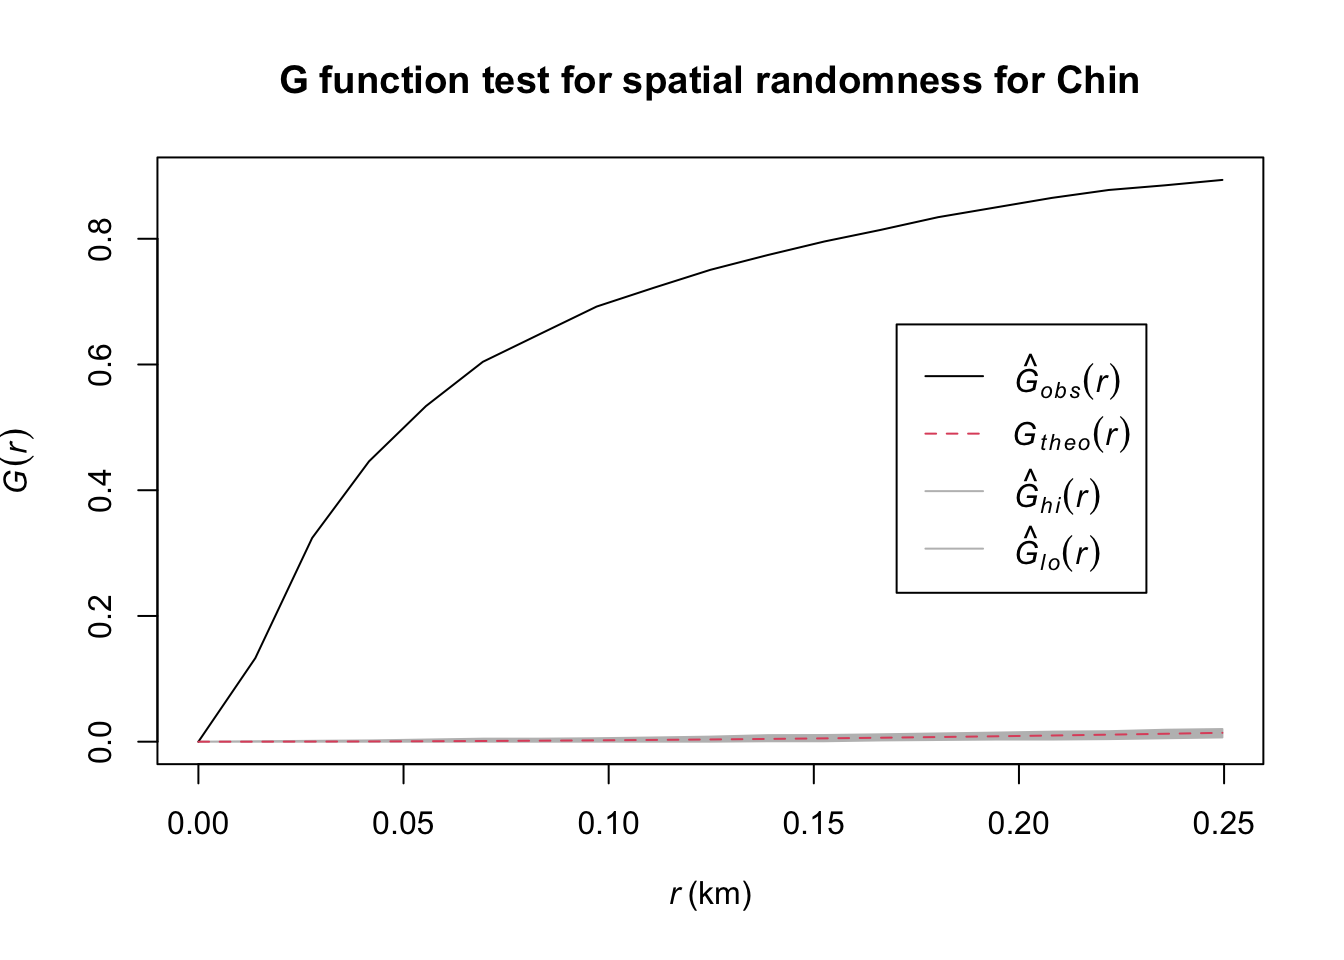 G function test for spatial randomness for Chin
G(r)
0.0
0.2
0.4
0.6
0.8
Ĝobs(r)
Gtheo(r)
Ĝhi(r)
Ĝlo(r)
0.00 0.05 0.10 0.15 0.20 0.25
r (km)